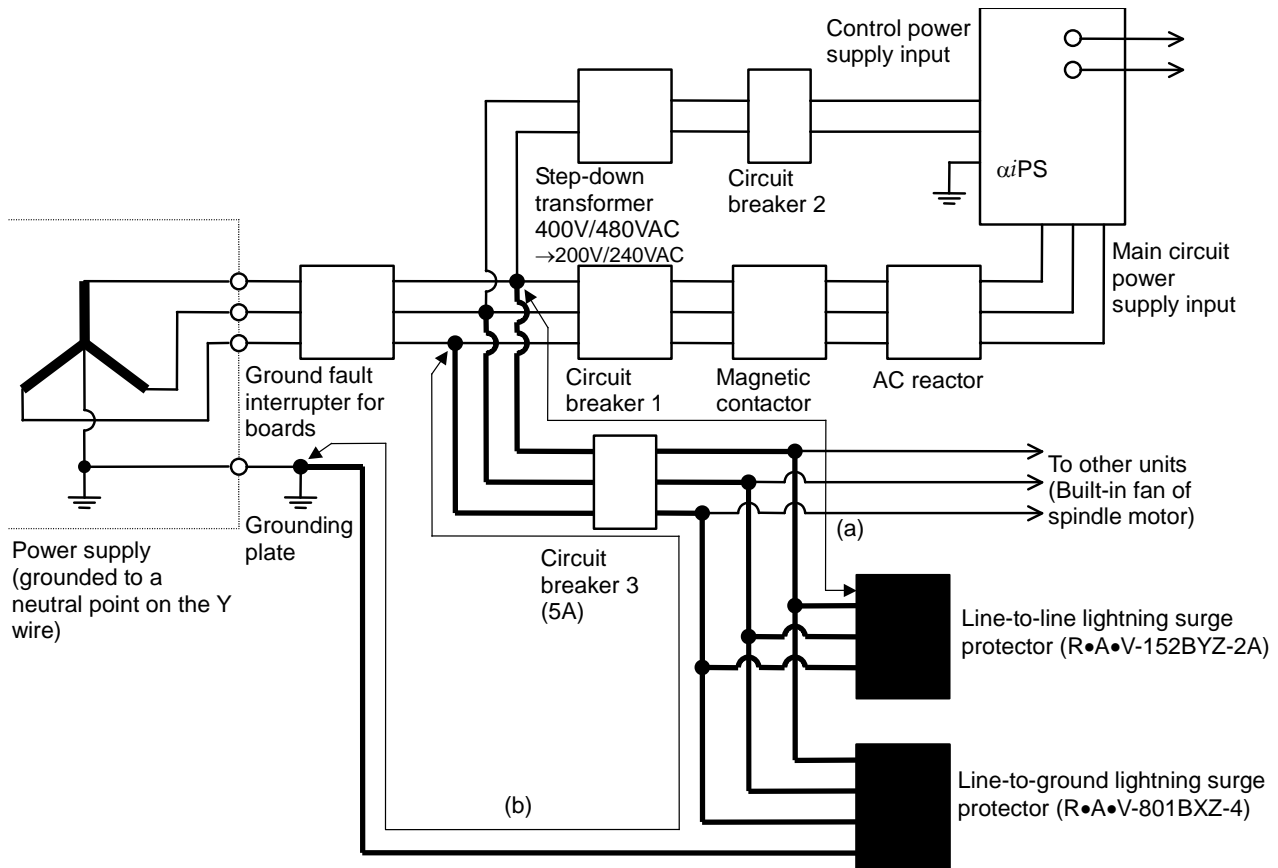 Control power
supply input
αiPS
Step-down
transformer
400V/480VAC
→200V/240VAC
Circuit
breaker 2
Main circuit
power
supply input
Ground fault
interrupter for
boards
Circuit
breaker 1
Magnetic
contactor
AC reactor
To other units
(Built-in fan of
spindle motor)
(a)
Grounding
plate
Power supply
(grounded to a
neutral point on the Y
wire)
Circuit
breaker 3
(5A)
Line-to-line lightning surge
protector (R•A•V-152BYZ-2A)
(b)
Line-to-ground lightning surge
protector (R•A•V-801BXZ-4)